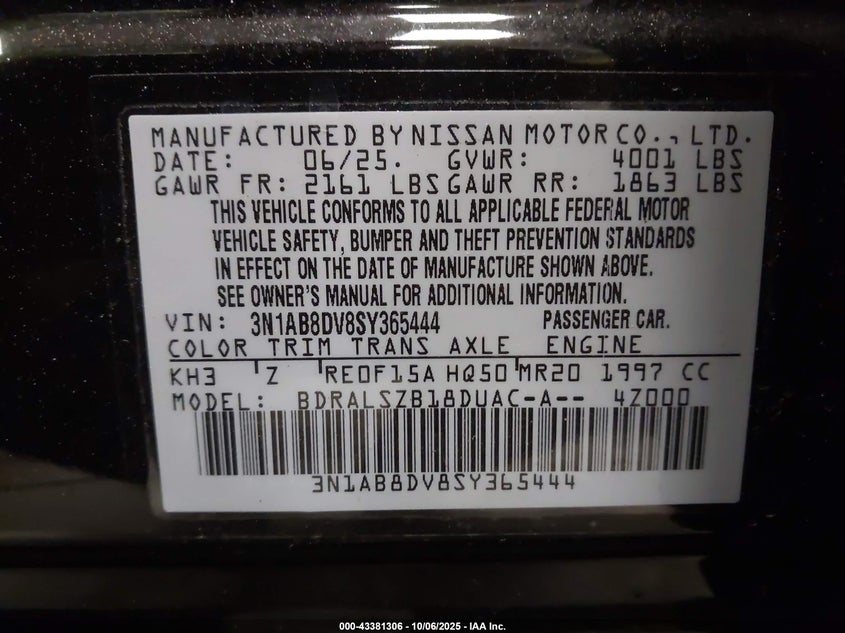 MANUFACTURED BY NISSAN MOTOR CO., LTD.
DATE: 06/25. GVWR: 4001 LBS
GAWR FR: 2161 LBS GAWR RR: 1863 LBS
THIS VEHICLE CONFORMS TO ALL APPLICABLE FEDERAL MOTOR
VEHICLE SAFETY, BUMPER AND THEFT PREVENTION STANDARDS
IN EFFECT ON THE DATE OF MANUFACTURE SHOWN ABOVE.
SEE OWNER'S MANUAL FOR ADDITIONAL INFORMATION.
VIN: 3N1AB8DV8SY365444 PASSENGER CAR.
COLOR TRIM TRANS AXLE ENGINE
KH3 Z RE0F15A HQ50 MR20 1997 CC
MODEL: BDRALSZB18DUAC-A-- 4Z000
3N1AB8DV8SY365444
000-43381306 - 10/06/2025 - IAA Inc.